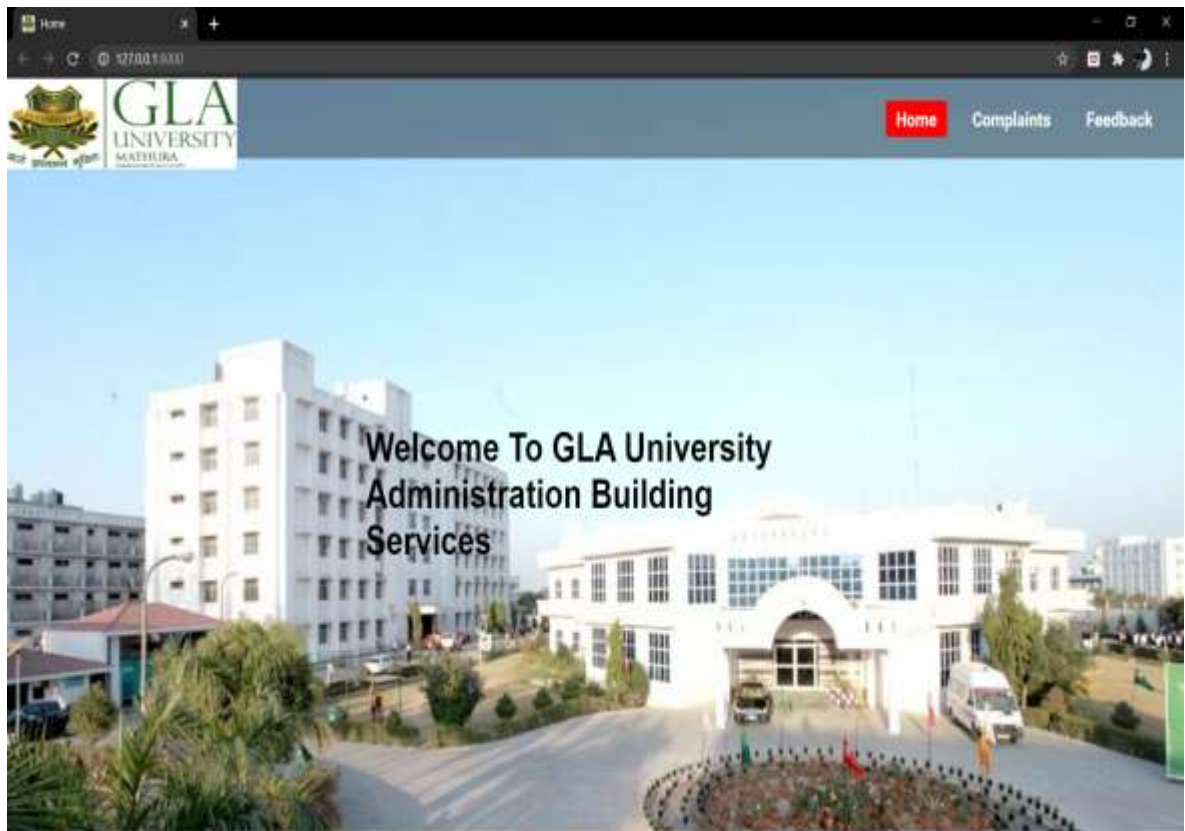 Home
127.0.0.1:8000
GLA
UNIVERSITY
MATHURA
Home Complaints Feedback
Welcome To GLA University
Administration Building
Services